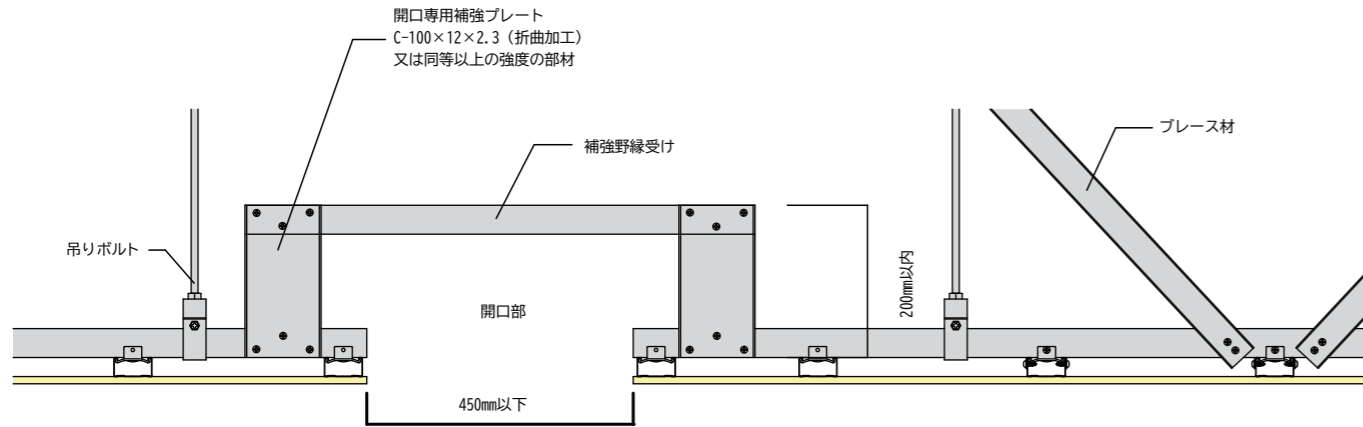 開口専用補強プレート
C-100×12×2.3（折曲加工）
又は同等以上の強度の部材
ブレース材
補強野縁受け
吊りボルト
200mm以内
開口部
450mm以下